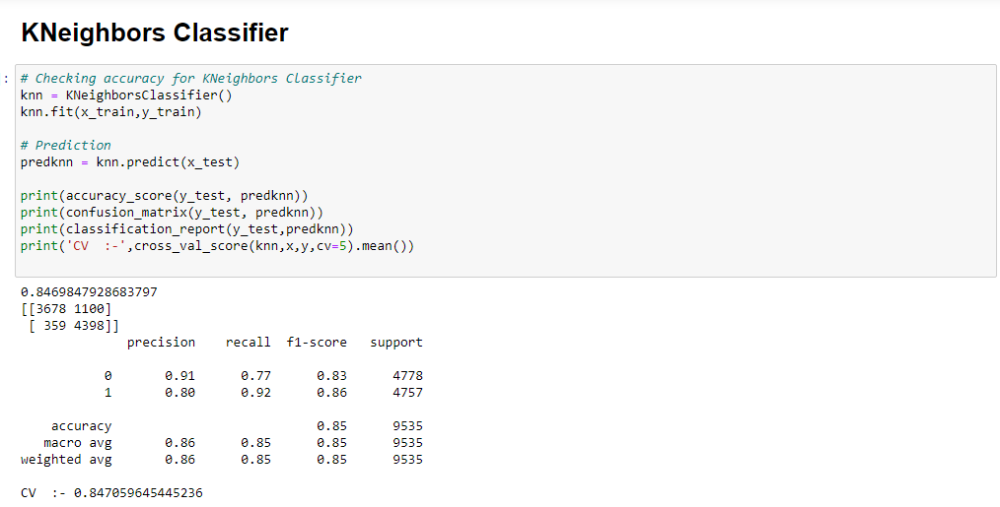 KNeighbors Classifier
:
# Checking accuracy for KNeighbors Classifier
knn = KNeighborsClassifier()
knn.fit(x_train,y_train)
# Prediction
predknn = knn.predict(x_test)
print(accuracy_score(y_test, predknn))
print(confusion_matrix(y_test, predknn))
print(classification_report(y_test,predknn))
print('CV  :-',cross_val_score(knn,x,y,cv=5).mean())
0.8469847928683797
[[3678 1100]
 [ 359 4398]]
              precision    recall  f1-score   support
           0       0.91      0.77      0.83      4778
           1       0.80      0.92      0.86      4757
    accuracy                           0.85      9535
   macro avg       0.86      0.85      0.85      9535
weighted avg       0.86      0.85      0.85      9535
CV  :- 0.847059645445236